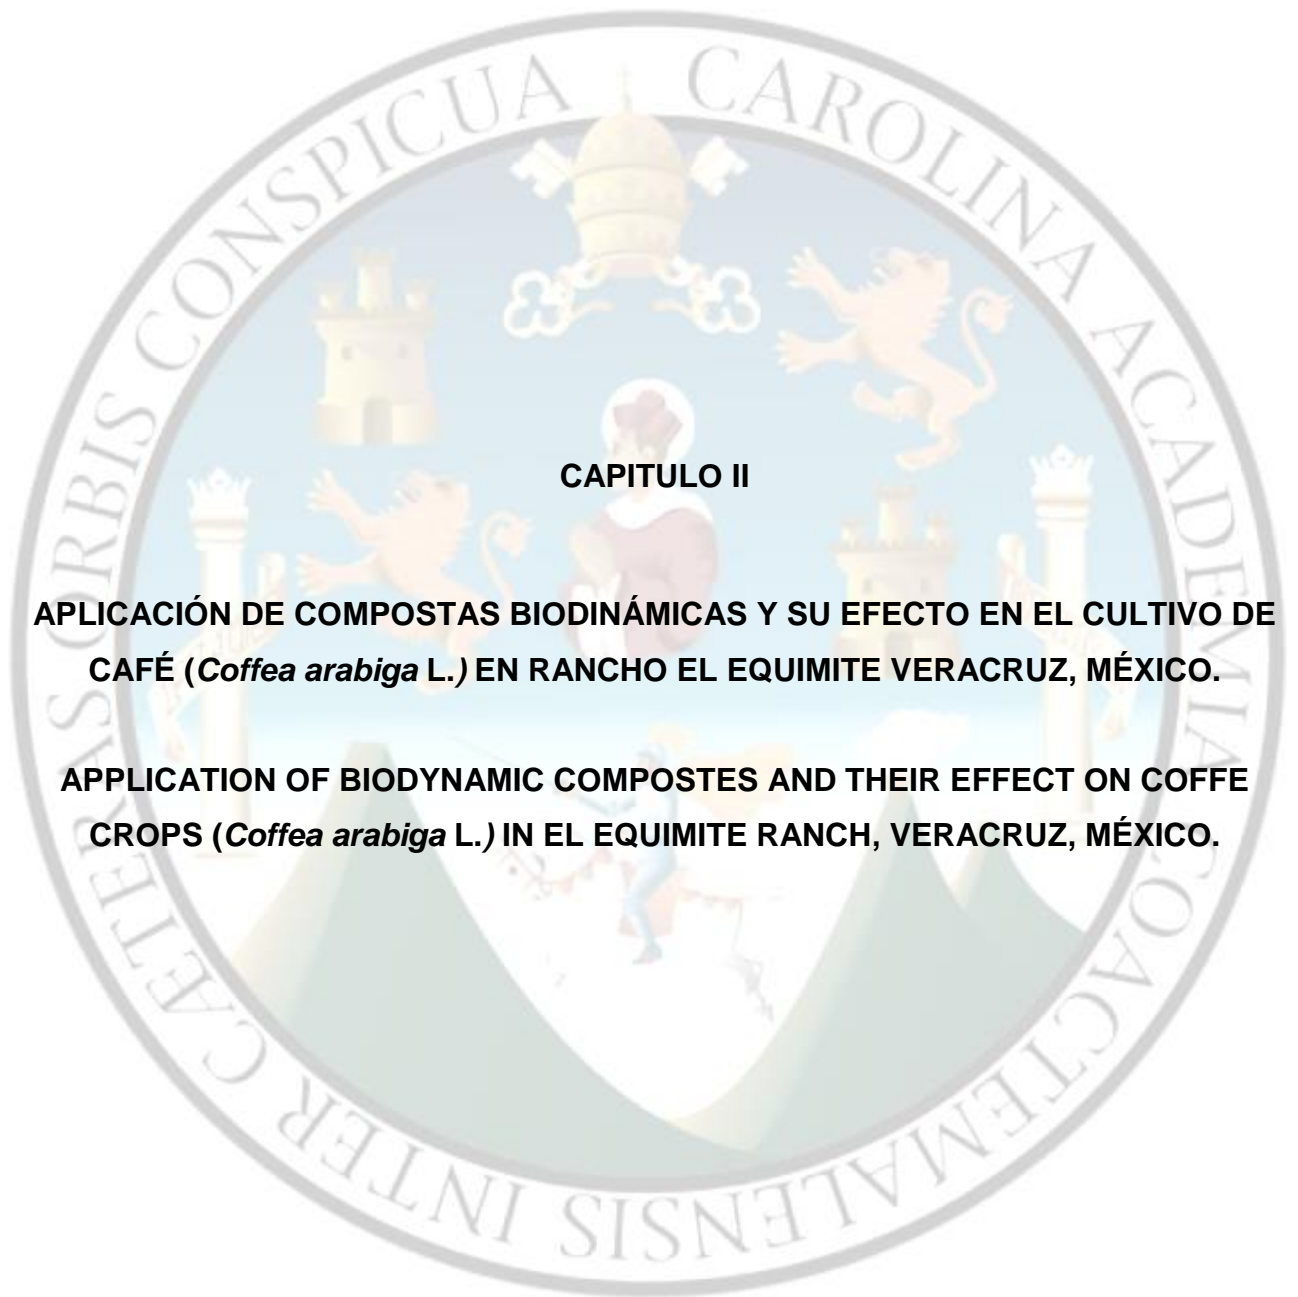 CAPITULO II
APLICACIÓN DE COMPOSTAS BIODINÁMICAS Y SU EFECTO EN EL CULTIVO DE
CAFÉ (Coffea arabiga L.) EN RANCHO EL EQUIMITE VERACRUZ, MÉXICO.
APPLICATION OF BIODYNAMIC COMPOSTES AND THEIR EFFECT ON COFFE
CROPS (Coffea arabiga L.) IN EL EQUIMITE RANCH, VERACRUZ, MÉXICO.
CAROLINA ACADEMIA COACTEMALENSIS INTER CÆTERAS ORBIS CONSPICUA